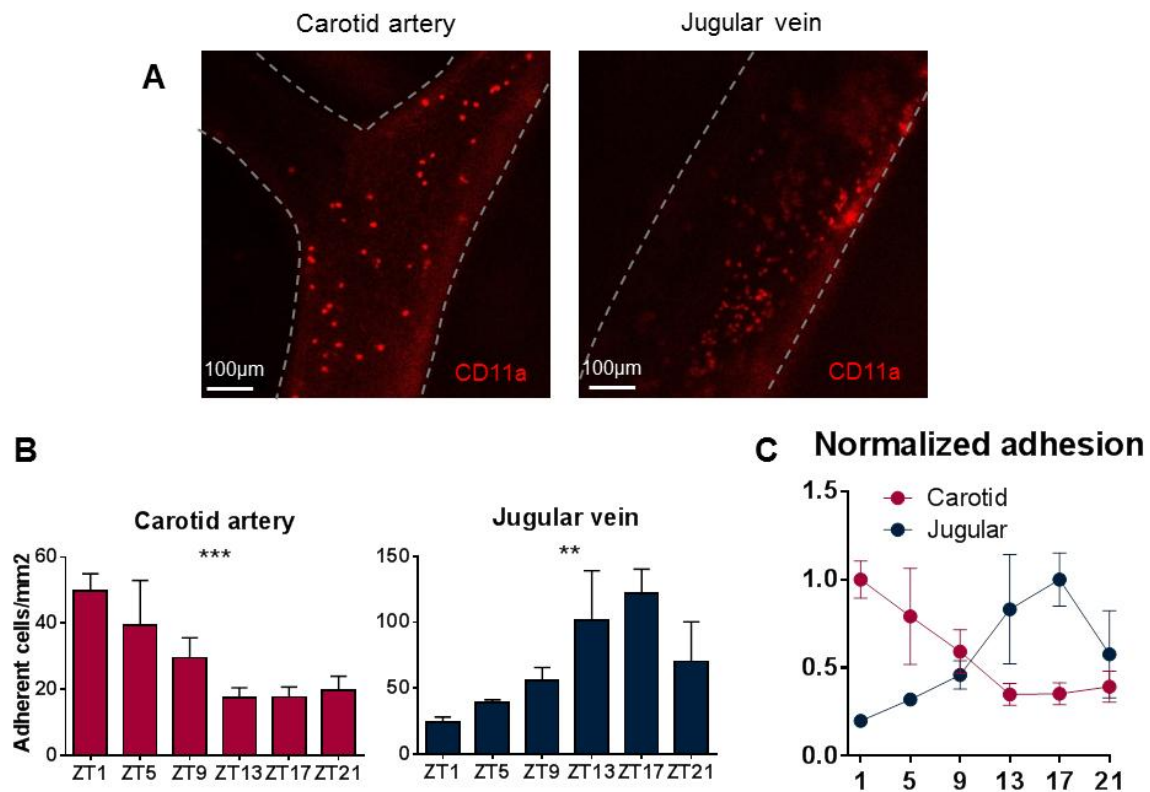 Carotid artery
Jugular vein
A
100µm
CD11a
100µm
CD11a
B
C
Normalized adhesion
Carotid artery
***
Jugular vein
**
Adherent cells/mm2
60
40
20
0
ZT1 ZT5 ZT9 ZT13 ZT17 ZT21
150
100
50
0
ZT1 ZT5 ZT9 ZT13 ZT17 ZT21
Carotid
Jugular
1.5
1.0
0.5
0.0
1 5 9 13 17 21